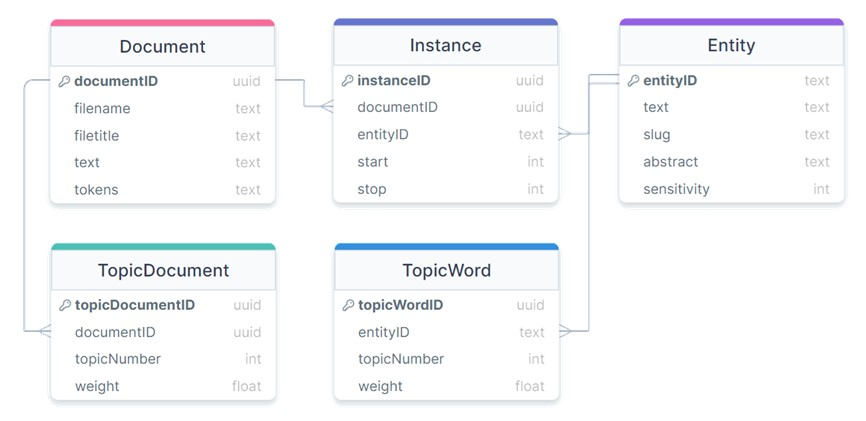 Document
documentID uuid
filename text
filetitle text
text text
tokens text
Instance
instanceID uuid
documentID uuid
entityID text
start int
stop int
Entity
entityID text
text text
slug text
abstract text
sensitivity int
TopicDocument
topicDocumentID uuid
documentID uuid
topicNumber int
weight float
TopicWord
topicWordID uuid
entityID text
topicNumber int
weight float